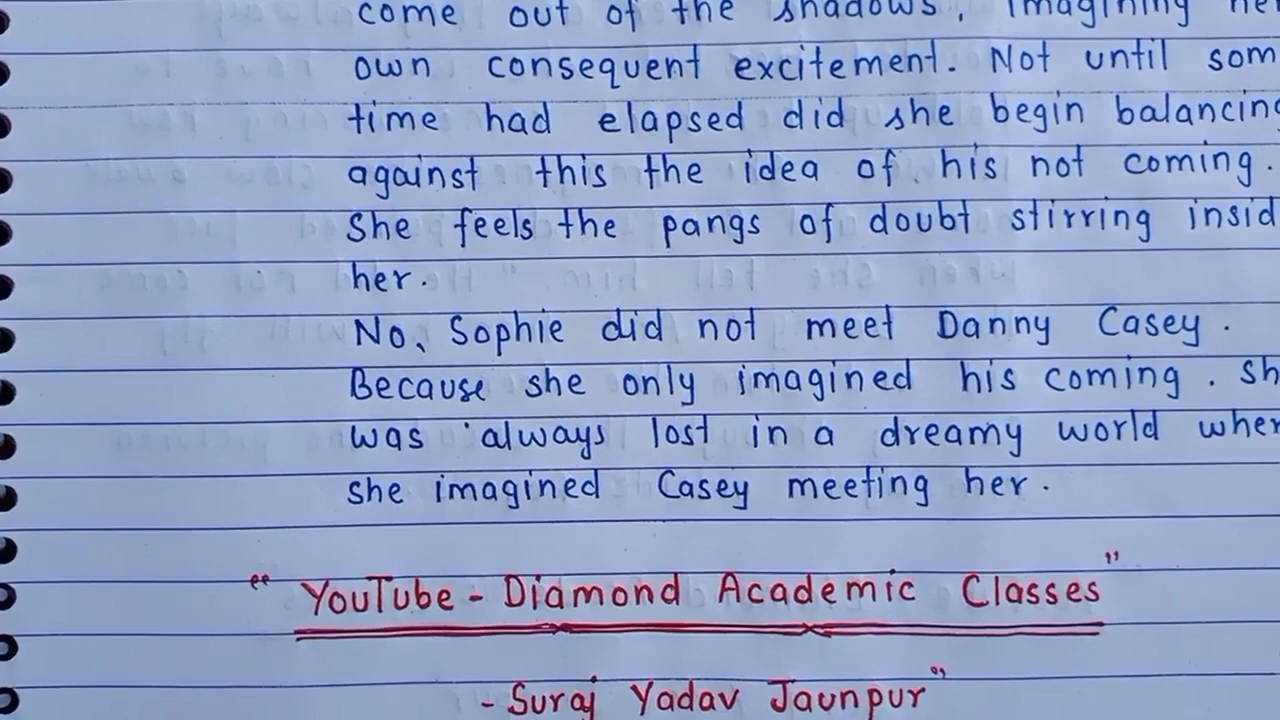 come out of the shadows, imagining her
own consequent excitement. Not until som
time had elapsed did she begin balancing
against this the idea of his not coming.
She feels the pangs of doubt stirring insid
her.
No, Sophie did not meet Danny Casey.
Because she only imagined his coming. Sh
was always lost in a dreamy world wher
she imagined Casey meeting her.
"YouTube - Diamond Academic Classes"
- Suraj Yadav Jaunpur"